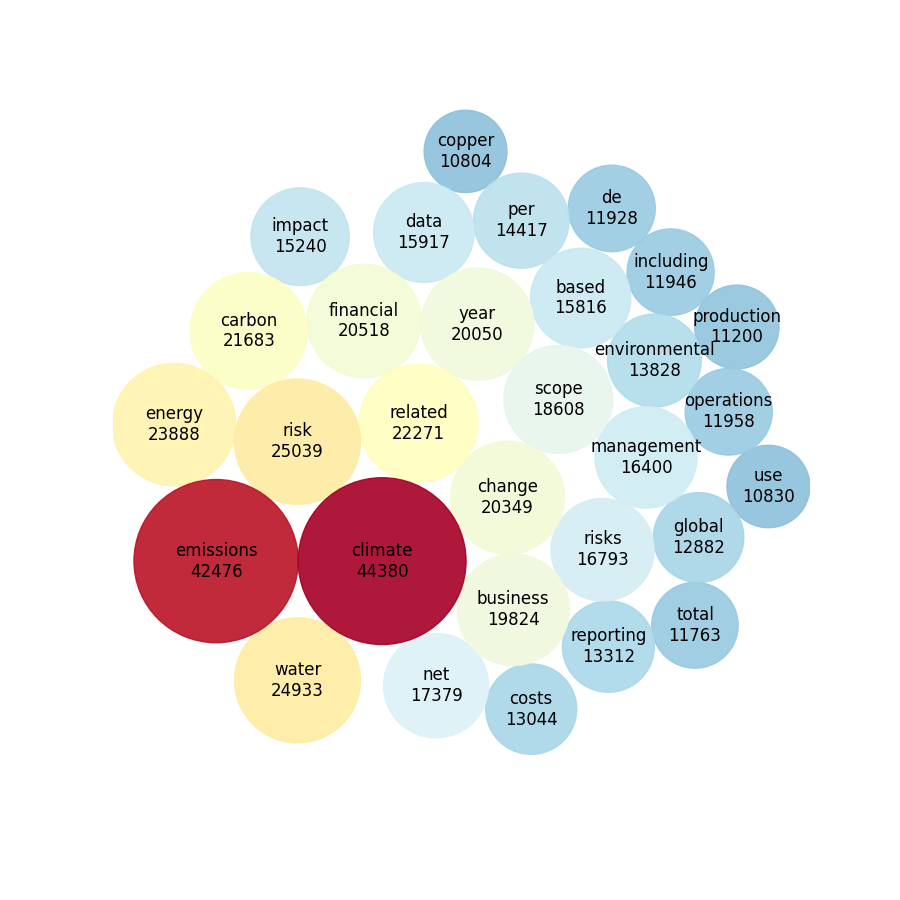 copper
10804
de
11928
per
14417
data
15917
impact
15240
including
11946
based
15816
production
11200
financial
20518
year
20050
carbon
21683
environmental
13828
scope
18608
operations
11958
energy
23888
related
22271
risk
25039
management
16400
use
10830
change
20349
global
12882
risks
16793
emissions
42476
climate
44380
business
19824
total
11763
reporting
13312
water
24933
net
17379
costs
13044